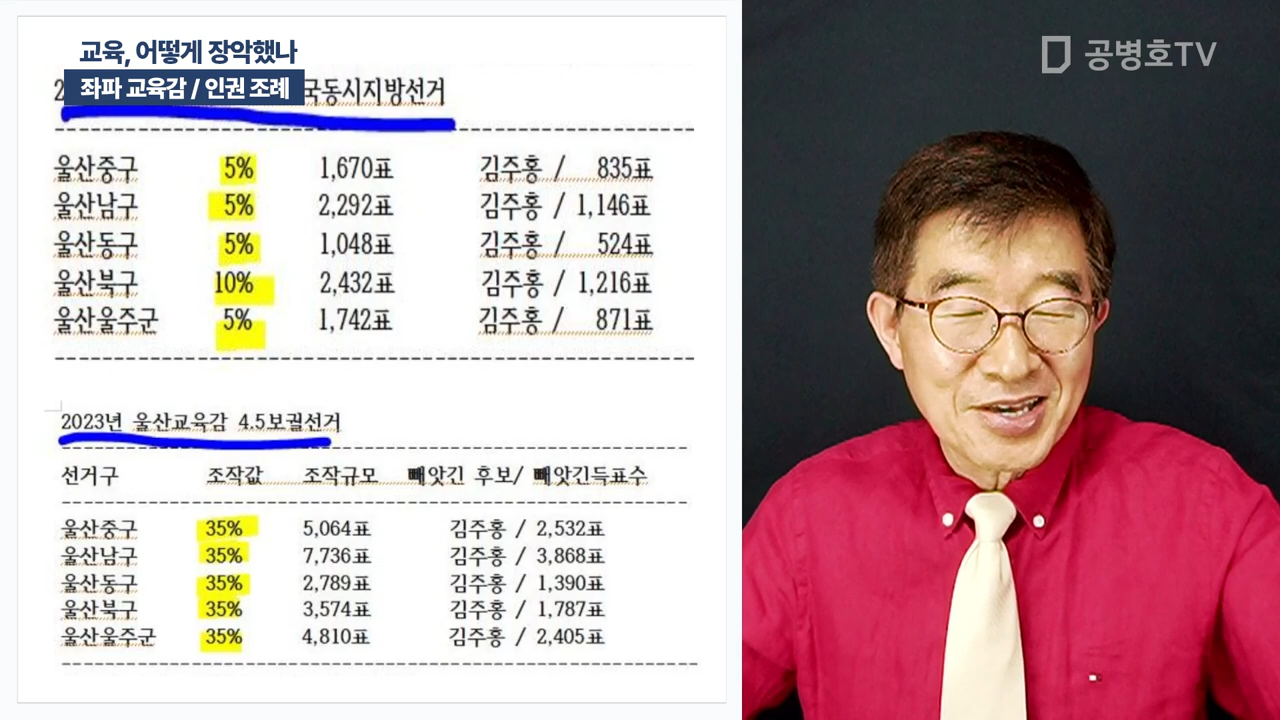 교육, 어떻게 장악했나
좌파 교육감 / 인권 조례
공병호TV
2 국동시지방선거
울산중구 5% 1,670표 김주홍 / 835표
울산남구 5% 2,292표 김주홍 / 1,146표
울산동구 5% 1,048표 김주홍 / 524표
울산북구 10% 2,432표 김주홍 / 1,216표
울산울주군 5% 1,742표 김주홍 / 871표
2023년 울산교육감 4.5보궐선거
선거구 조작값 조작규모 빼앗긴 후보/ 빼앗긴득표수
울산중구 35% 5,064표 김주홍 / 2,532표
울산남구 35% 7,736표 김주홍 / 3,868표
울산동구 35% 2,789표 김주홍 / 1,390표
울산북구 35% 3,574표 김주홍 / 1,787표
울산울주군 35% 4,810표 김주홍 / 2,405표